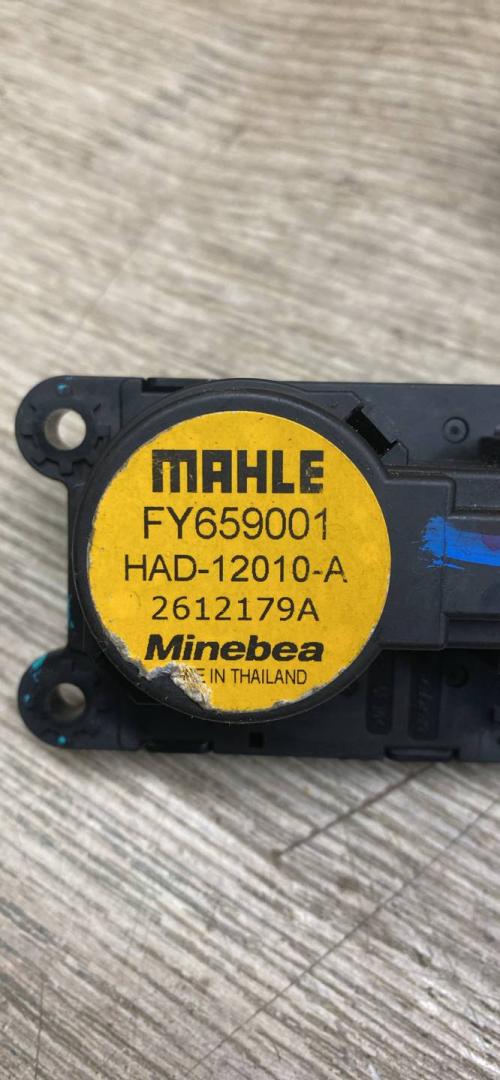 MAHLE
FY659001
HAD-12010-A
2612179A
Minebea
IN THAILAND